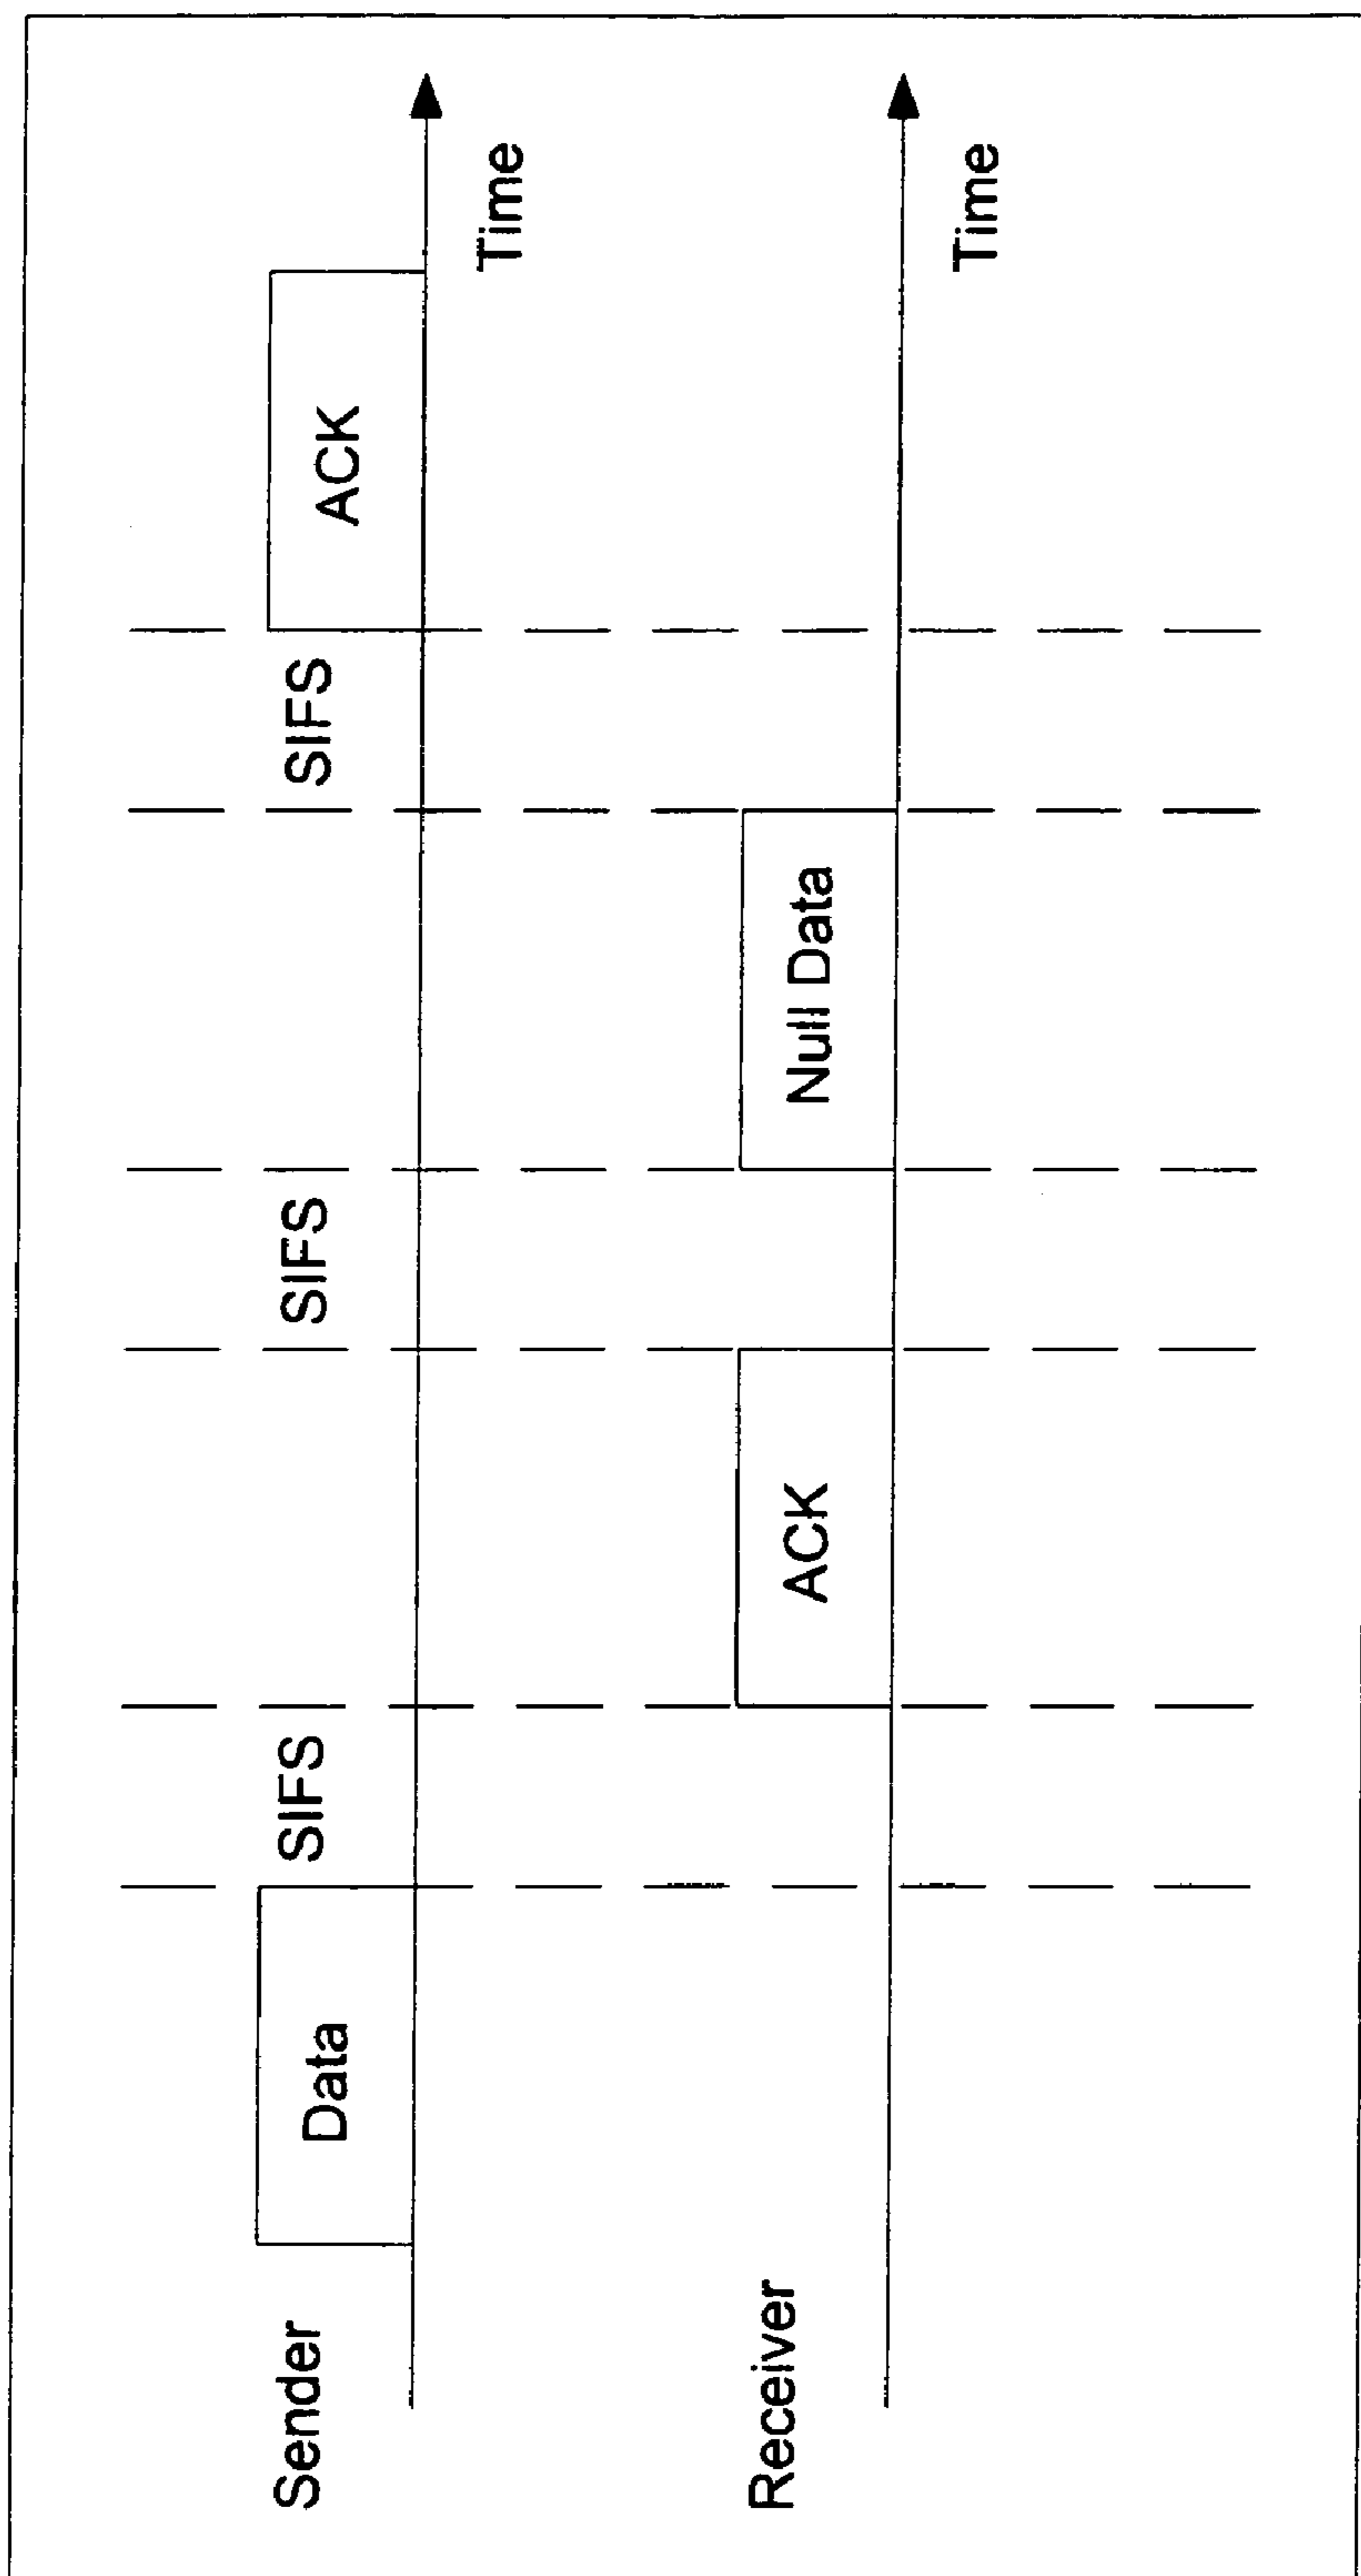 Sender
Data
SIFS
SIFS
SIFS
ACK
Time
Receiver
ACK
Null Data
Time